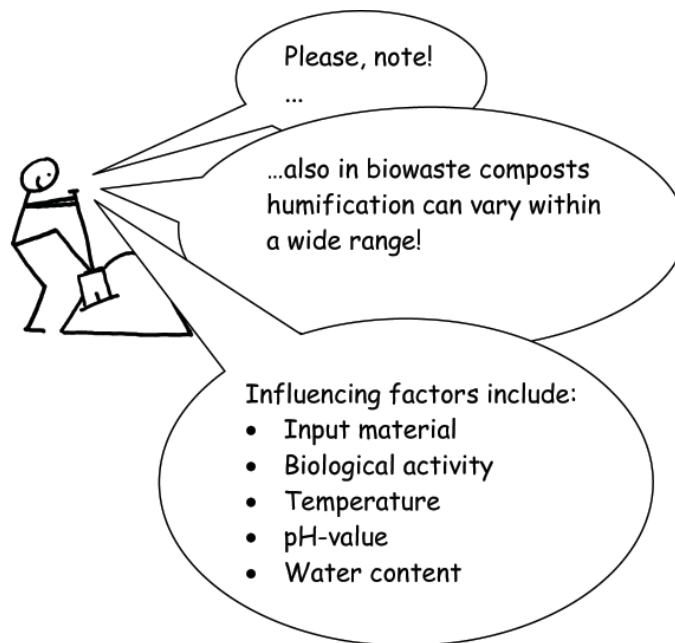 Please, note!
...
...also in biowaste composts
humification can vary within
a wide range!
Influencing factors include:
• Input material
• Biological activity
• Temperature
• pH-value
• Water content